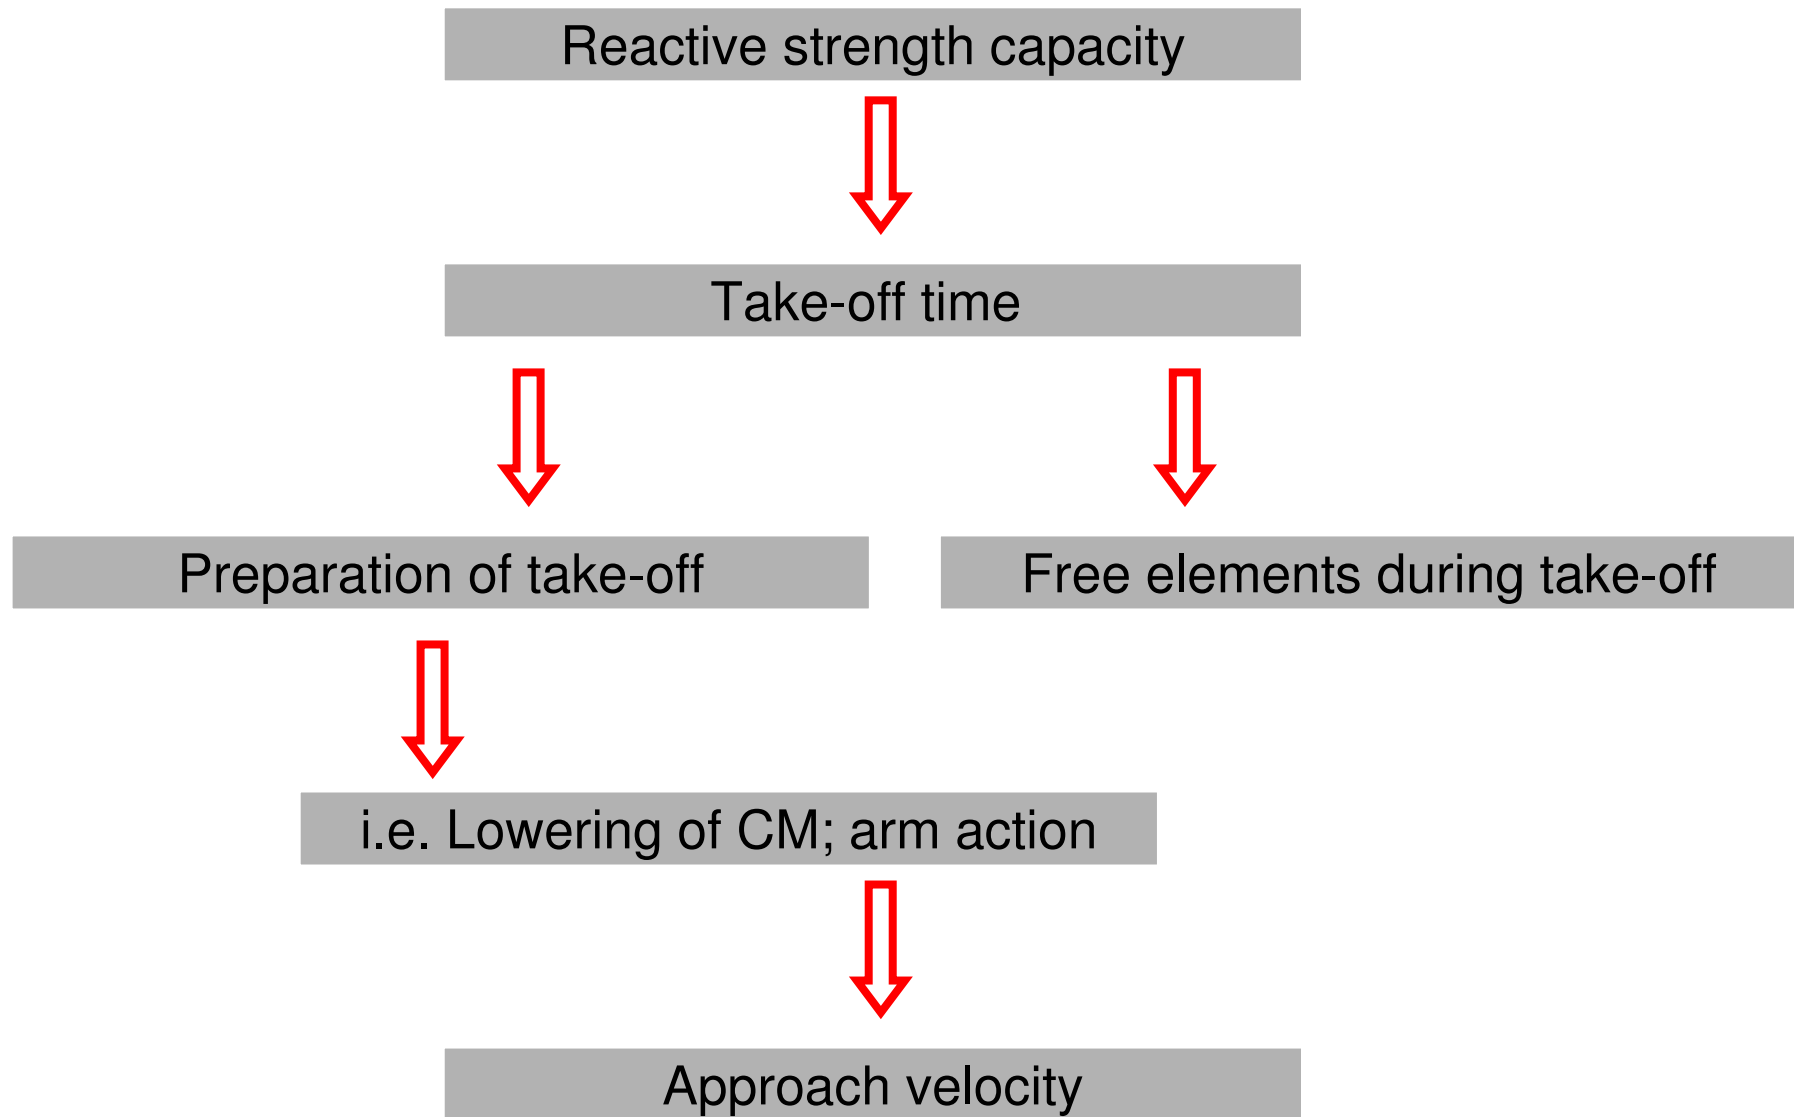 Reactive strength capacity
Take-off time
Preparation of take-off
Free elements during take-off
i.e. Lowering of CM; arm action
Approach velocity